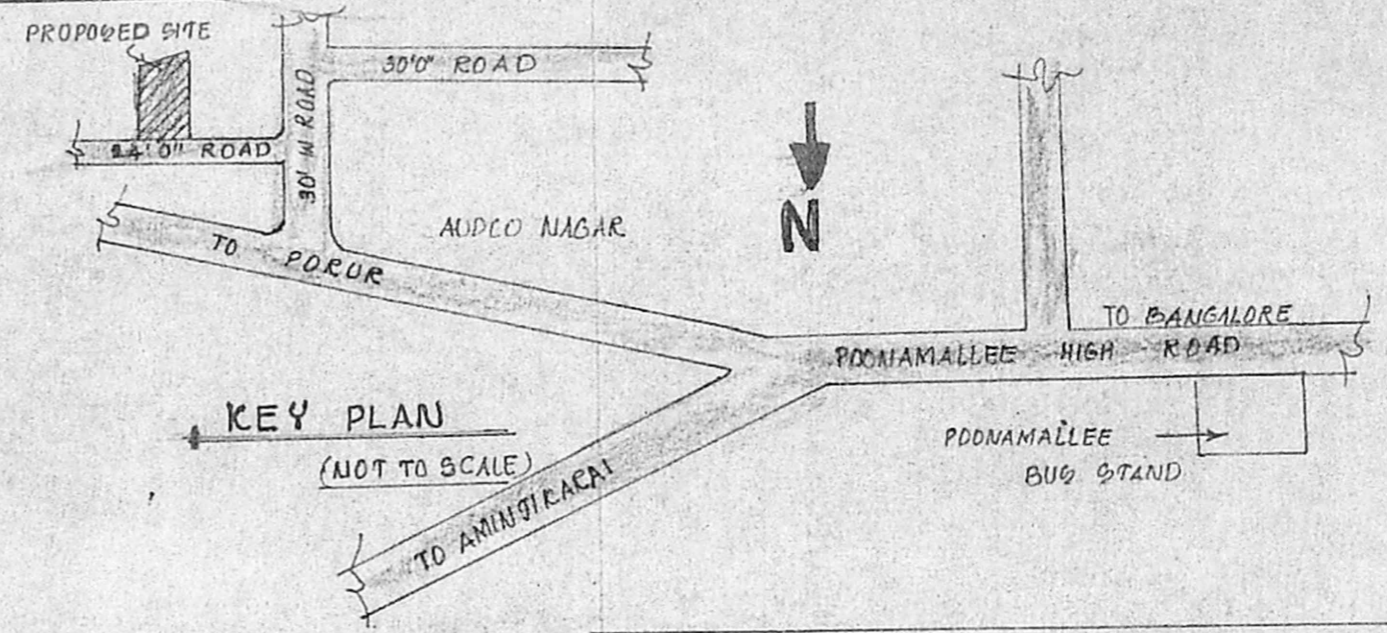 PROPOSED SITE
30'0" ROAD
30' W ROAD
24'0" ROAD
TO PORUR
AUDCO NAGAR
N
TO BANGALORE
POONAMALLEE HIGH ROAD
KEY PLAN
(NOT TO SCALE)
POONAMALLEE
BUS STAND
TO AMINJIKARAI